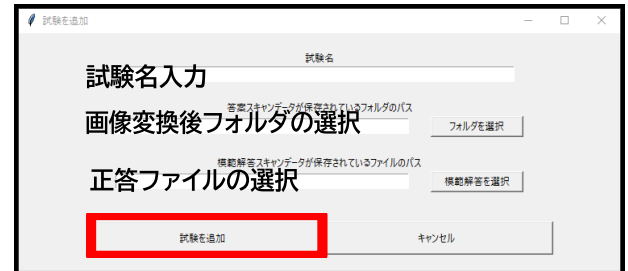 試験を追加
試験名
試験名入力
答案スキャンデータが保存されているフォルダのパス
画像変換後フォルダの選択
フォルダを選択
模範解答スキャンデータが保存されているファイルのパス
正答ファイルの選択
模範解答を選択
試験を追加
キャンセル